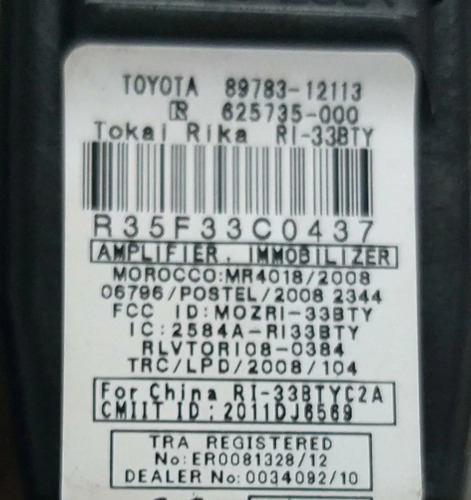 TOYOTA 89783-12113
R 625735-000
Tokai Rika RI-33BTY
R35F33C0437
AMPLIFIER, IMMOBILIZER
MOROCCO:MR4018/2008
06796/POSTEL/2008 2344
FCC ID:MOZRI-33BTY
IC:2584A-RI33BTY
RLVTORI08-0384
TRC/LPD/2008/104
For China RI-33BTYC2A
CMIIT ID:2011DJ6569
TRA REGISTERED
No:ER0081328/12
DEALER No:0034092/10